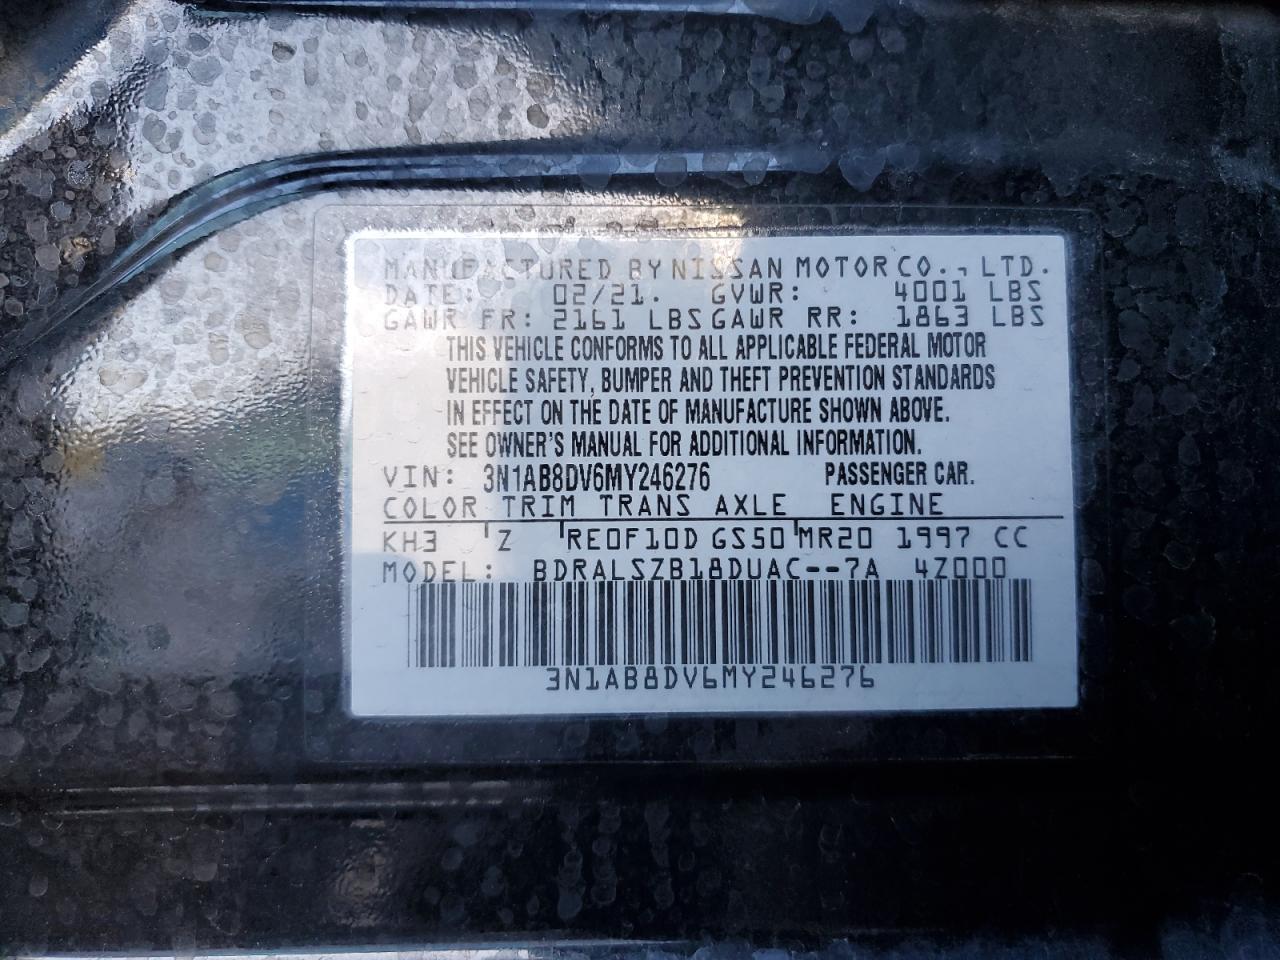 MANUFACTURED BY NISSAN MOTOR CO., LTD.
DATE: 02/21. GVWR: 4001 LBS
GAWR FR: 2161 LBS GAWR RR: 1863 LBS
THIS VEHICLE CONFORMS TO ALL APPLICABLE FEDERAL MOTOR
VEHICLE SAFETY, BUMPER AND THEFT PREVENTION STANDARDS
IN EFFECT ON THE DATE OF MANUFACTURE SHOWN ABOVE.
SEE OWNER'S MANUAL FOR ADDITIONAL INFORMATION.
VIN: 3N1AB8DV6MY246276 PASSENGER CAR.
COLOR TRIM TRANS AXLE ENGINE
KH3 Z RE0F10D GS50 MR20 1997 CC
MODEL: BDRALSZB18DUAC--7A 4Z000
3N1AB8DV6MY246276